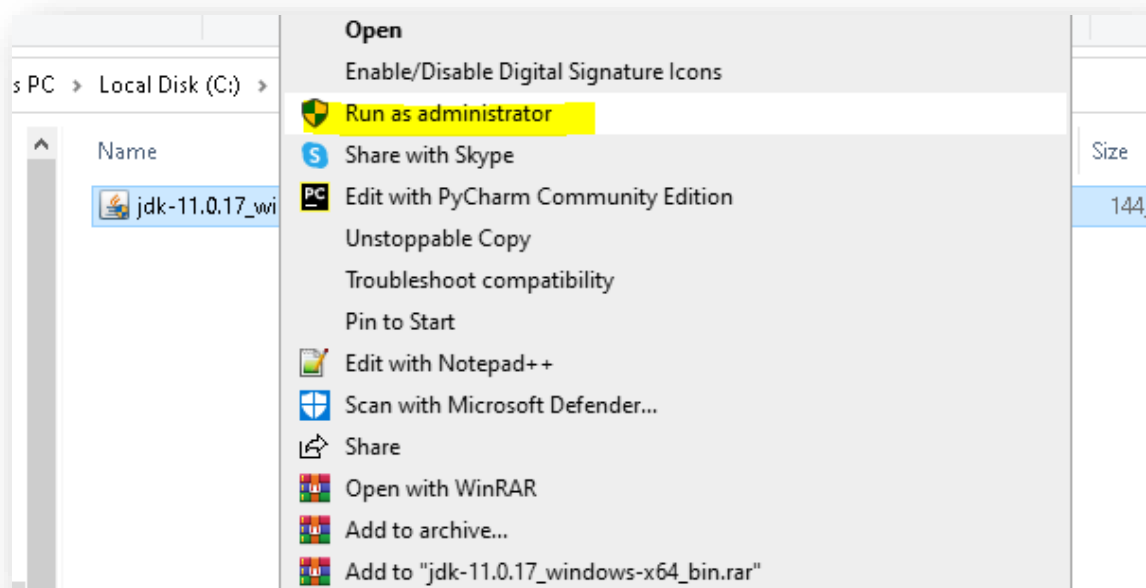 Open
Enable/Disable Digital Signature Icons
s PC > Local Disk (C:) >
Run as administrator
Name
Share with Skype
Size
jdk-11.0.17_wi
Edit with PyCharm Community Edition
144
Unstoppable Copy
Troubleshoot compatibility
Pin to Start
Edit with Notepad++
Scan with Microsoft Defender...
Share
Open with WinRAR
Add to archive...
Add to "jdk-11.0.17_windows-x64_bin.rar"